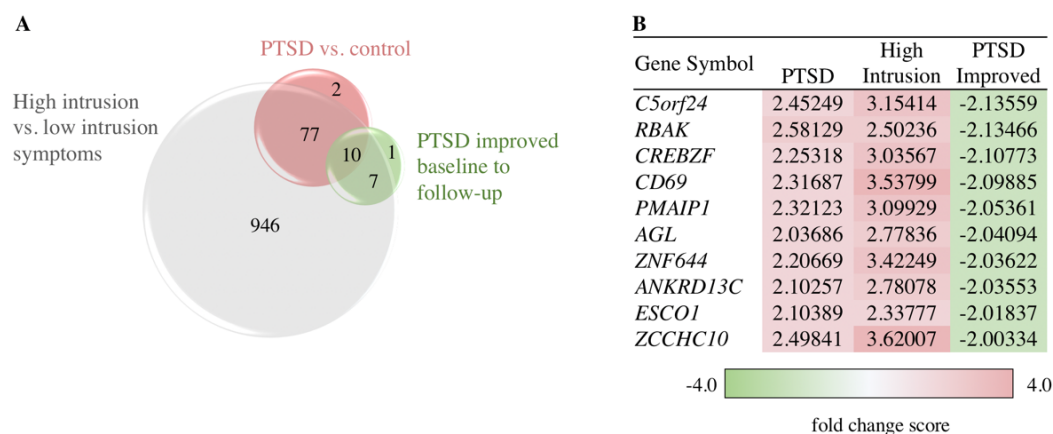 A
PTSD vs. control
High intrusion
vs. low intrusion
symptoms
2
77
10
1
7
946
PTSD improved
baseline to
follow-up
B
Gene Symbol PTSD High Intrusion PTSD Improved
C5orf24 2.45249 3.15414 -2.13559
RBAK 2.58129 2.50236 -2.13466
CREBZF 2.25318 3.03567 -2.10773
CD69 2.31687 3.53799 -2.09885
PMAIP1 2.32123 3.09929 -2.05361
AGL 2.03686 2.77836 -2.04094
ZNF644 2.20669 3.42249 -2.03622
ANKRD13C 2.10257 2.78078 -2.03553
ESCO1 2.10389 2.33777 -2.01837
ZCCHC10 2.49841 3.62007 -2.00334
-4.0 4.0
fold change score